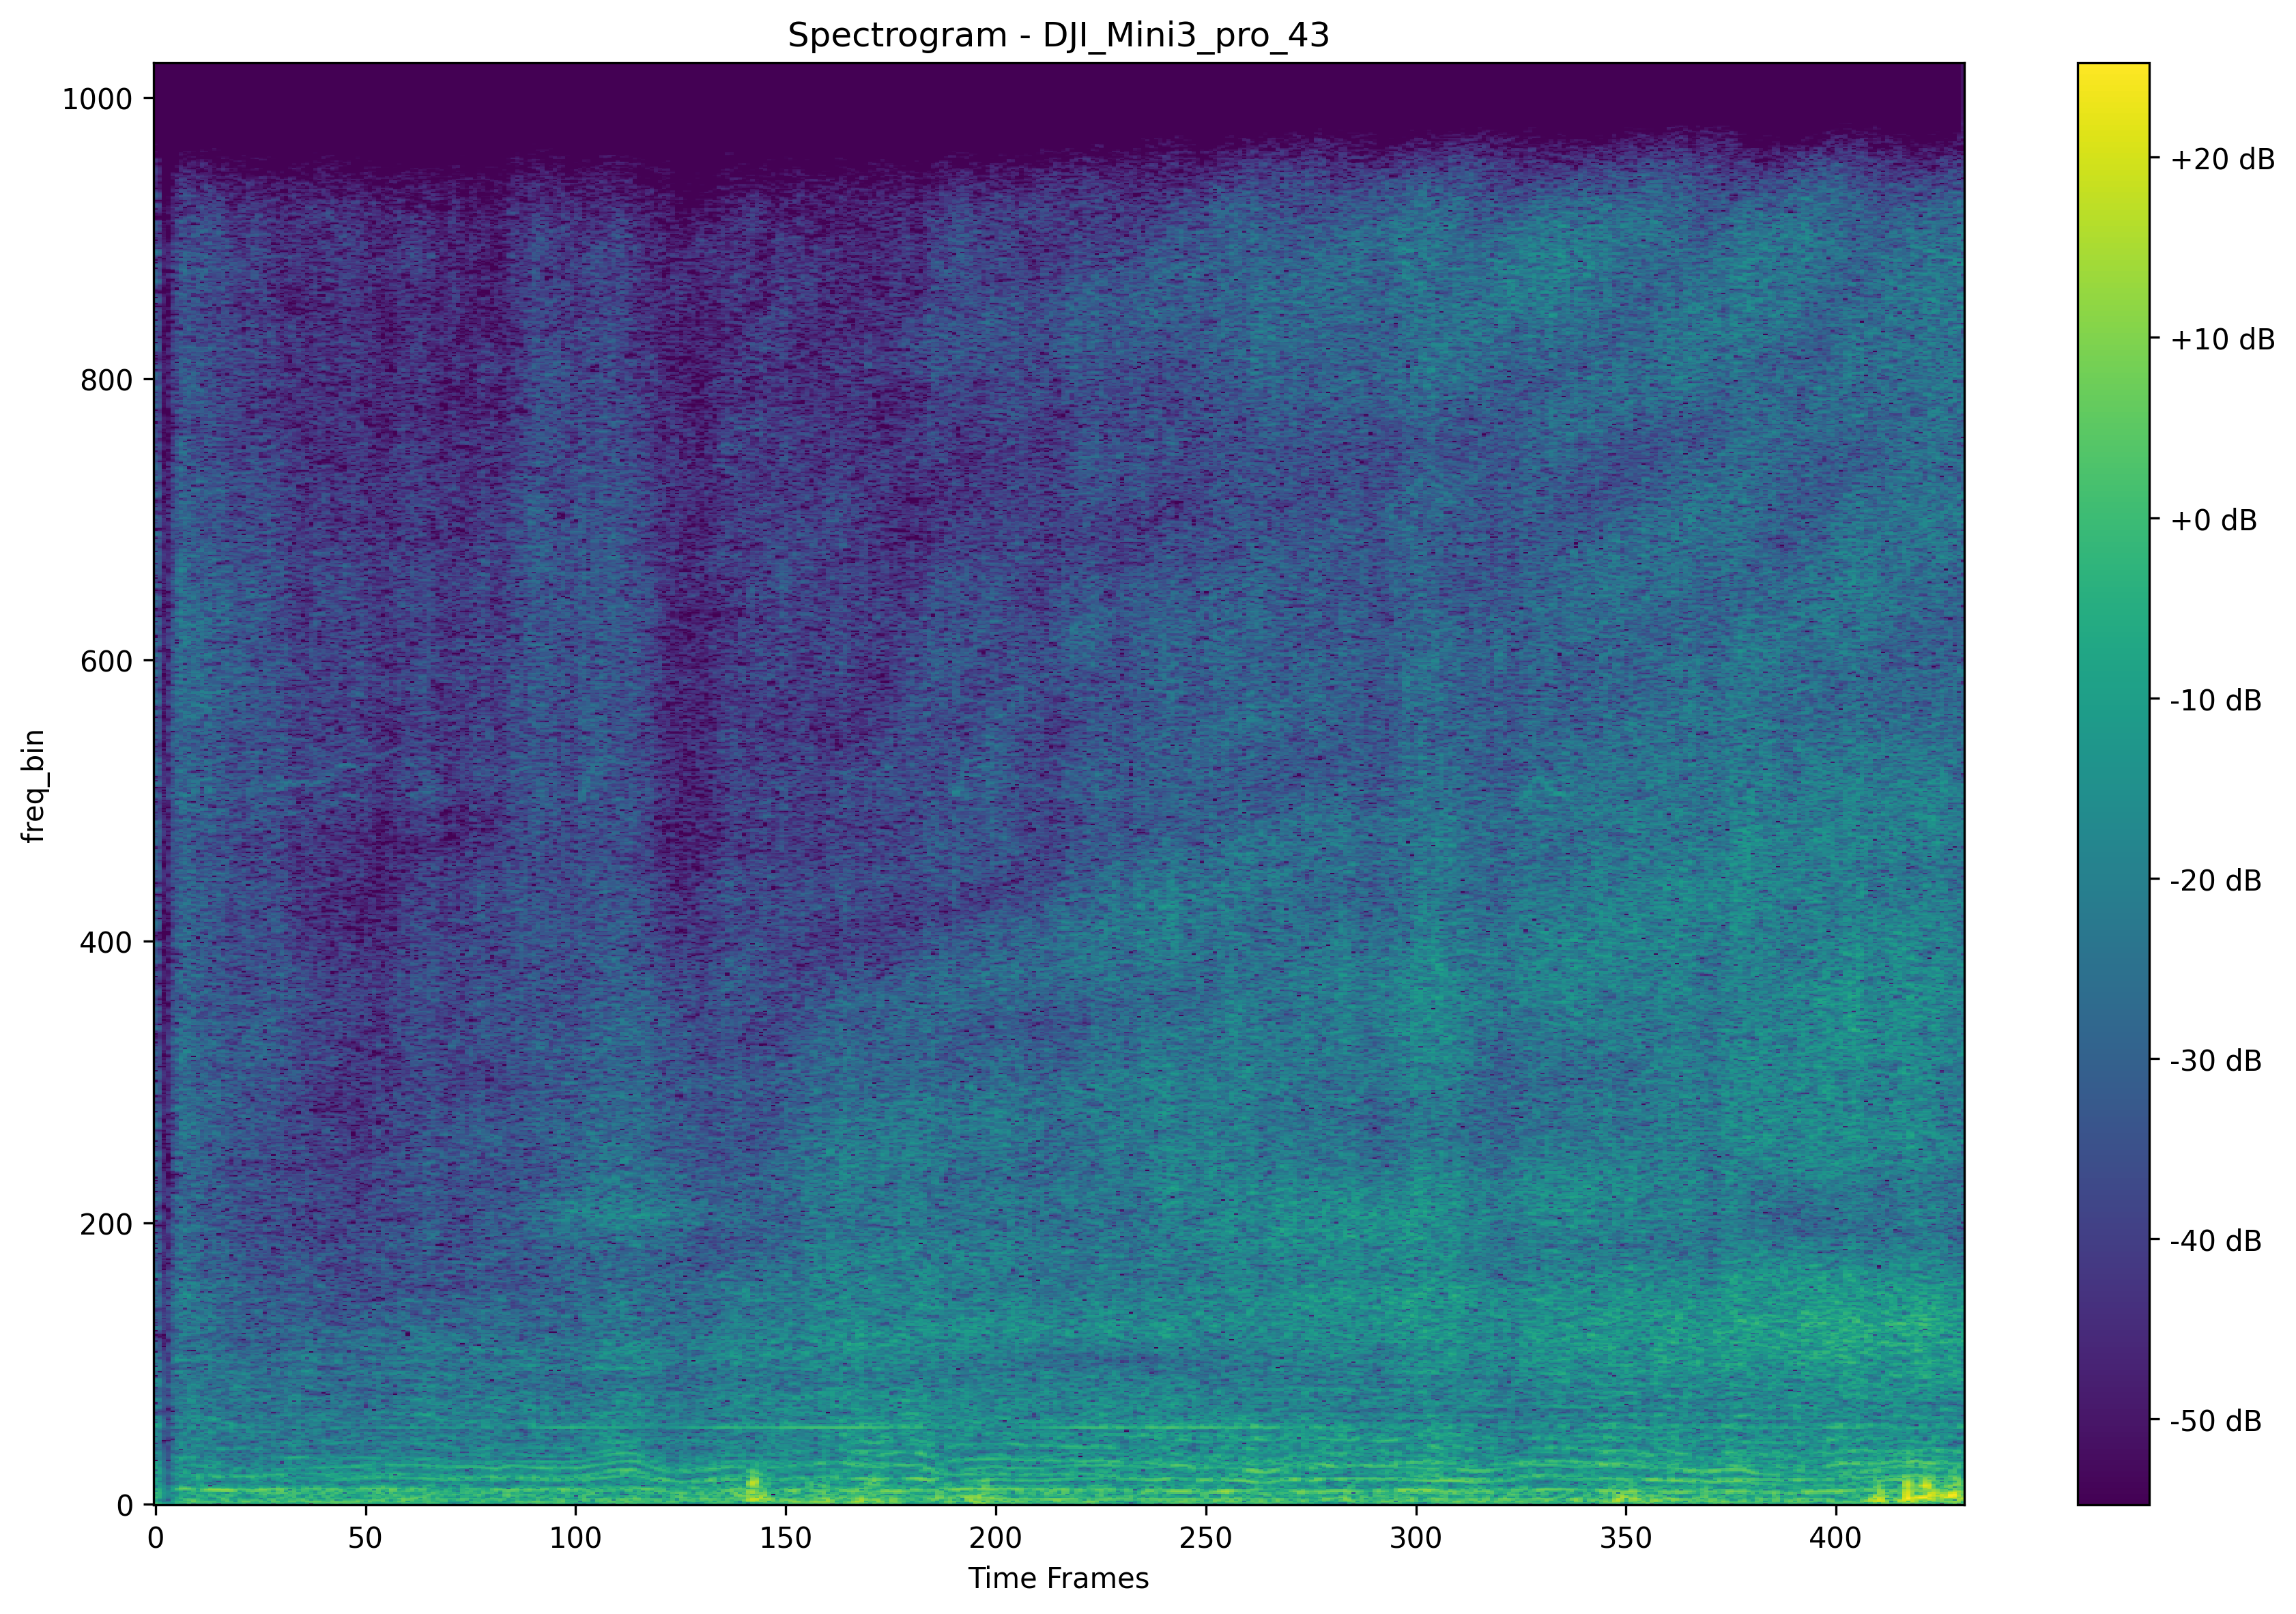 Spectrogram - DJI_Mini3_pro_43
1000
800
600
400
200
0
freq_bin
0 50 100 150 200 250 300 350 400
Time Frames
+20 dB
+10 dB
+0 dB
-10 dB
-20 dB
-30 dB
-40 dB
-50 dB